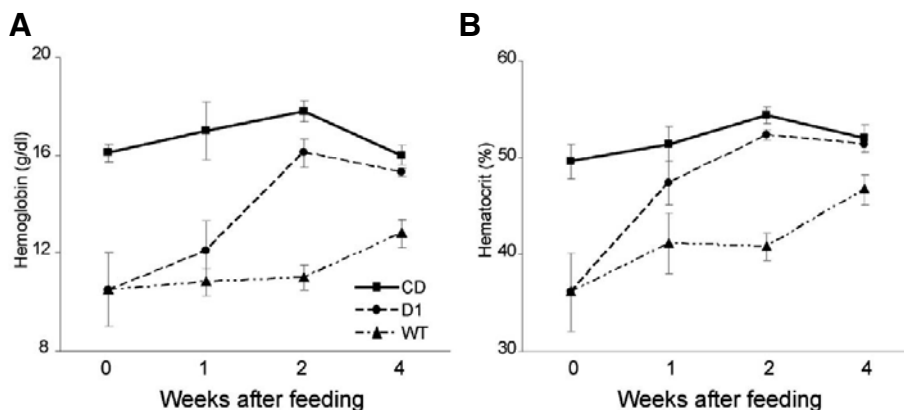 A
20
16
12
8
Hemoglobin (g/dl)
CD
D1
WT
0 1 2 4
Weeks after feeding
B
60
50
40
30
Hematocrit (%)
0 1 2 4
Weeks after feeding